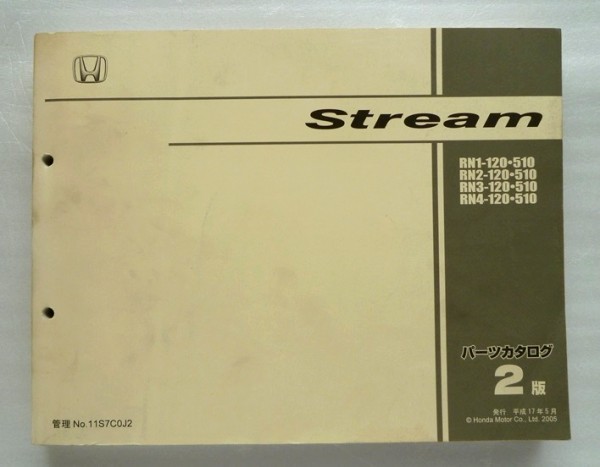 Stream
RN1-120•510
RN2-120•510
RN3-120•510
RN4-120•510
パーツカタログ
2版
発行 平成17年5月
© Honda Motor Co., Ltd. 2005
管理 No.11S7C0J2